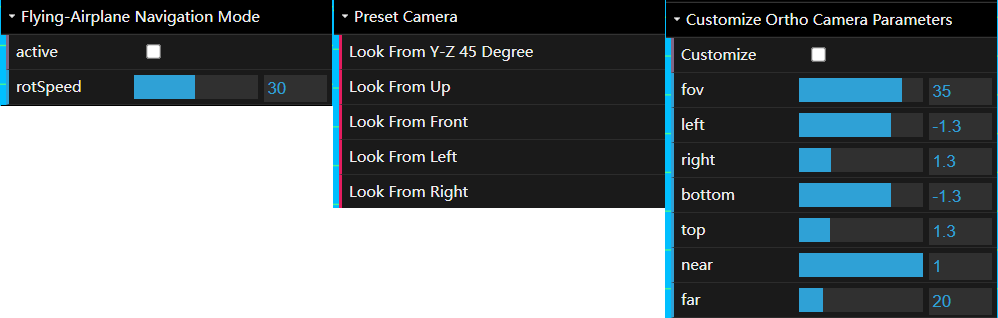 Flying-Airplane Navigation Mode
active
rotSpeed 30
Preset Camera
Look From Y-Z 45 Degree
Look From Up
Look From Front
Look From Left
Look From Right
Customize Ortho Camera Parameters
Customize
fov 35
left -1.3
right 1.3
bottom -1.3
top 1.3
near 1
far 20